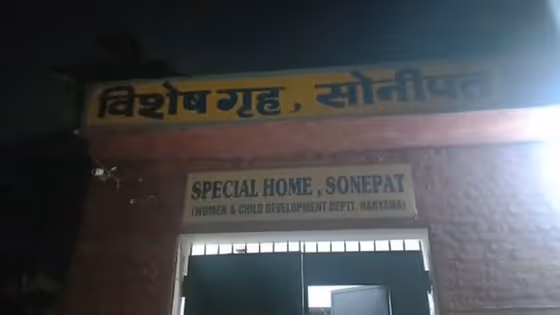 विशेष गृह, सोनीपत
SPECIAL HOME, SONEPAT
(WOMEN & CHILD DEVELOPMENT DEPTT. HARYANA)